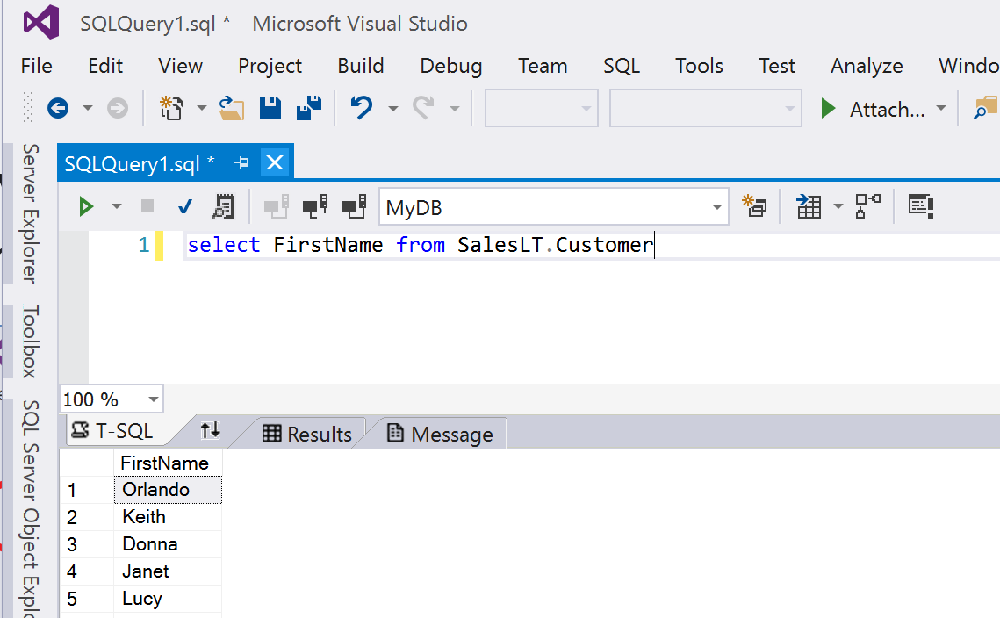 SQLQuery1.sql * - Microsoft Visual Studio
File Edit View Project Build Debug Team SQL Tools Test Analyze Windo
Attach...
Server Explorer
Toolbox
SQL Server Object Explo
SQLQuery1.sql *
MyDB
1 select FirstName from SalesLT.Customer
100 %
T-SQL Results Message
FirstName
1 Orlando
2 Keith
3 Donna
4 Janet
5 Lucy